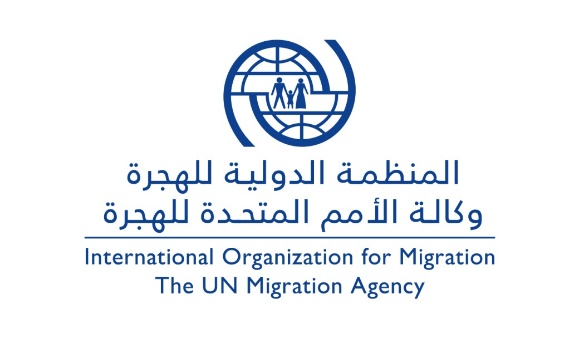 المنظمة الدولية للهجرة
وكالة الأمم المتحدة للهجرة
International Organization for Migration
The UN Migration Agency